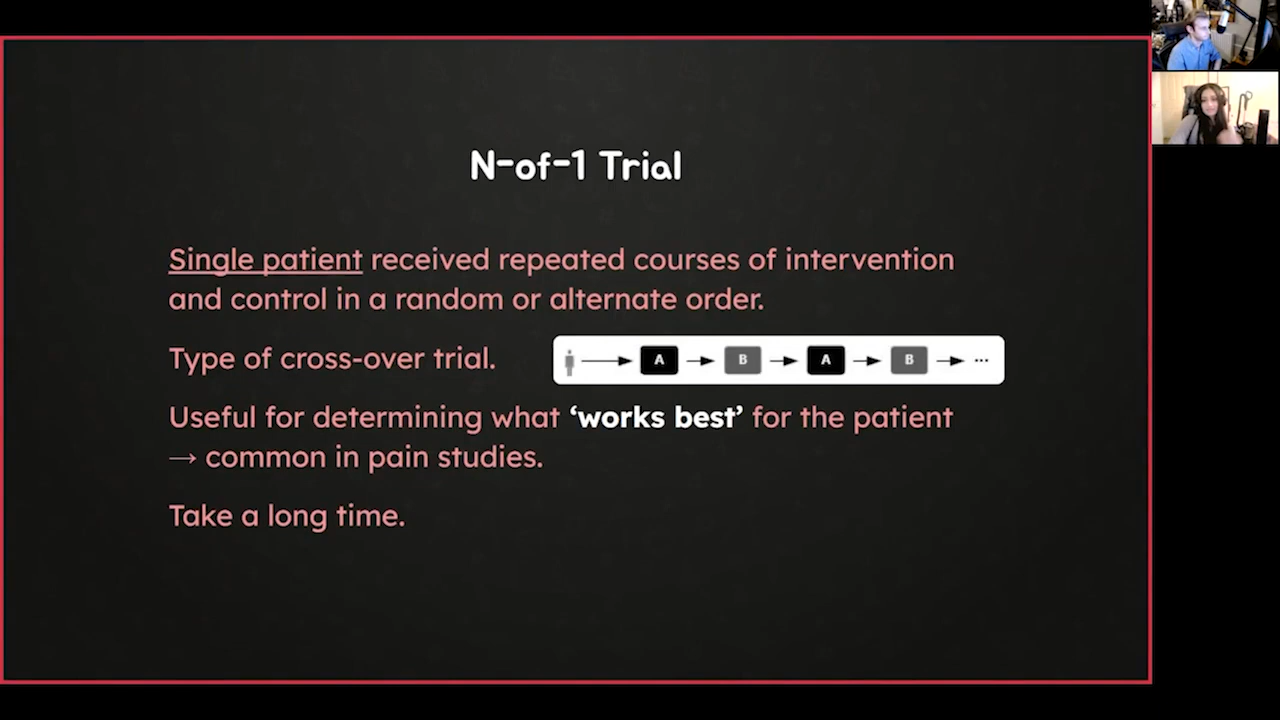 N-of-1 Trial
Single patient received repeated courses of intervention
and control in a random or alternate order.
Type of cross-over trial.
A B A B ...
Useful for determining what ‘works best’ for the patient
→ common in pain studies.
Take a long time.